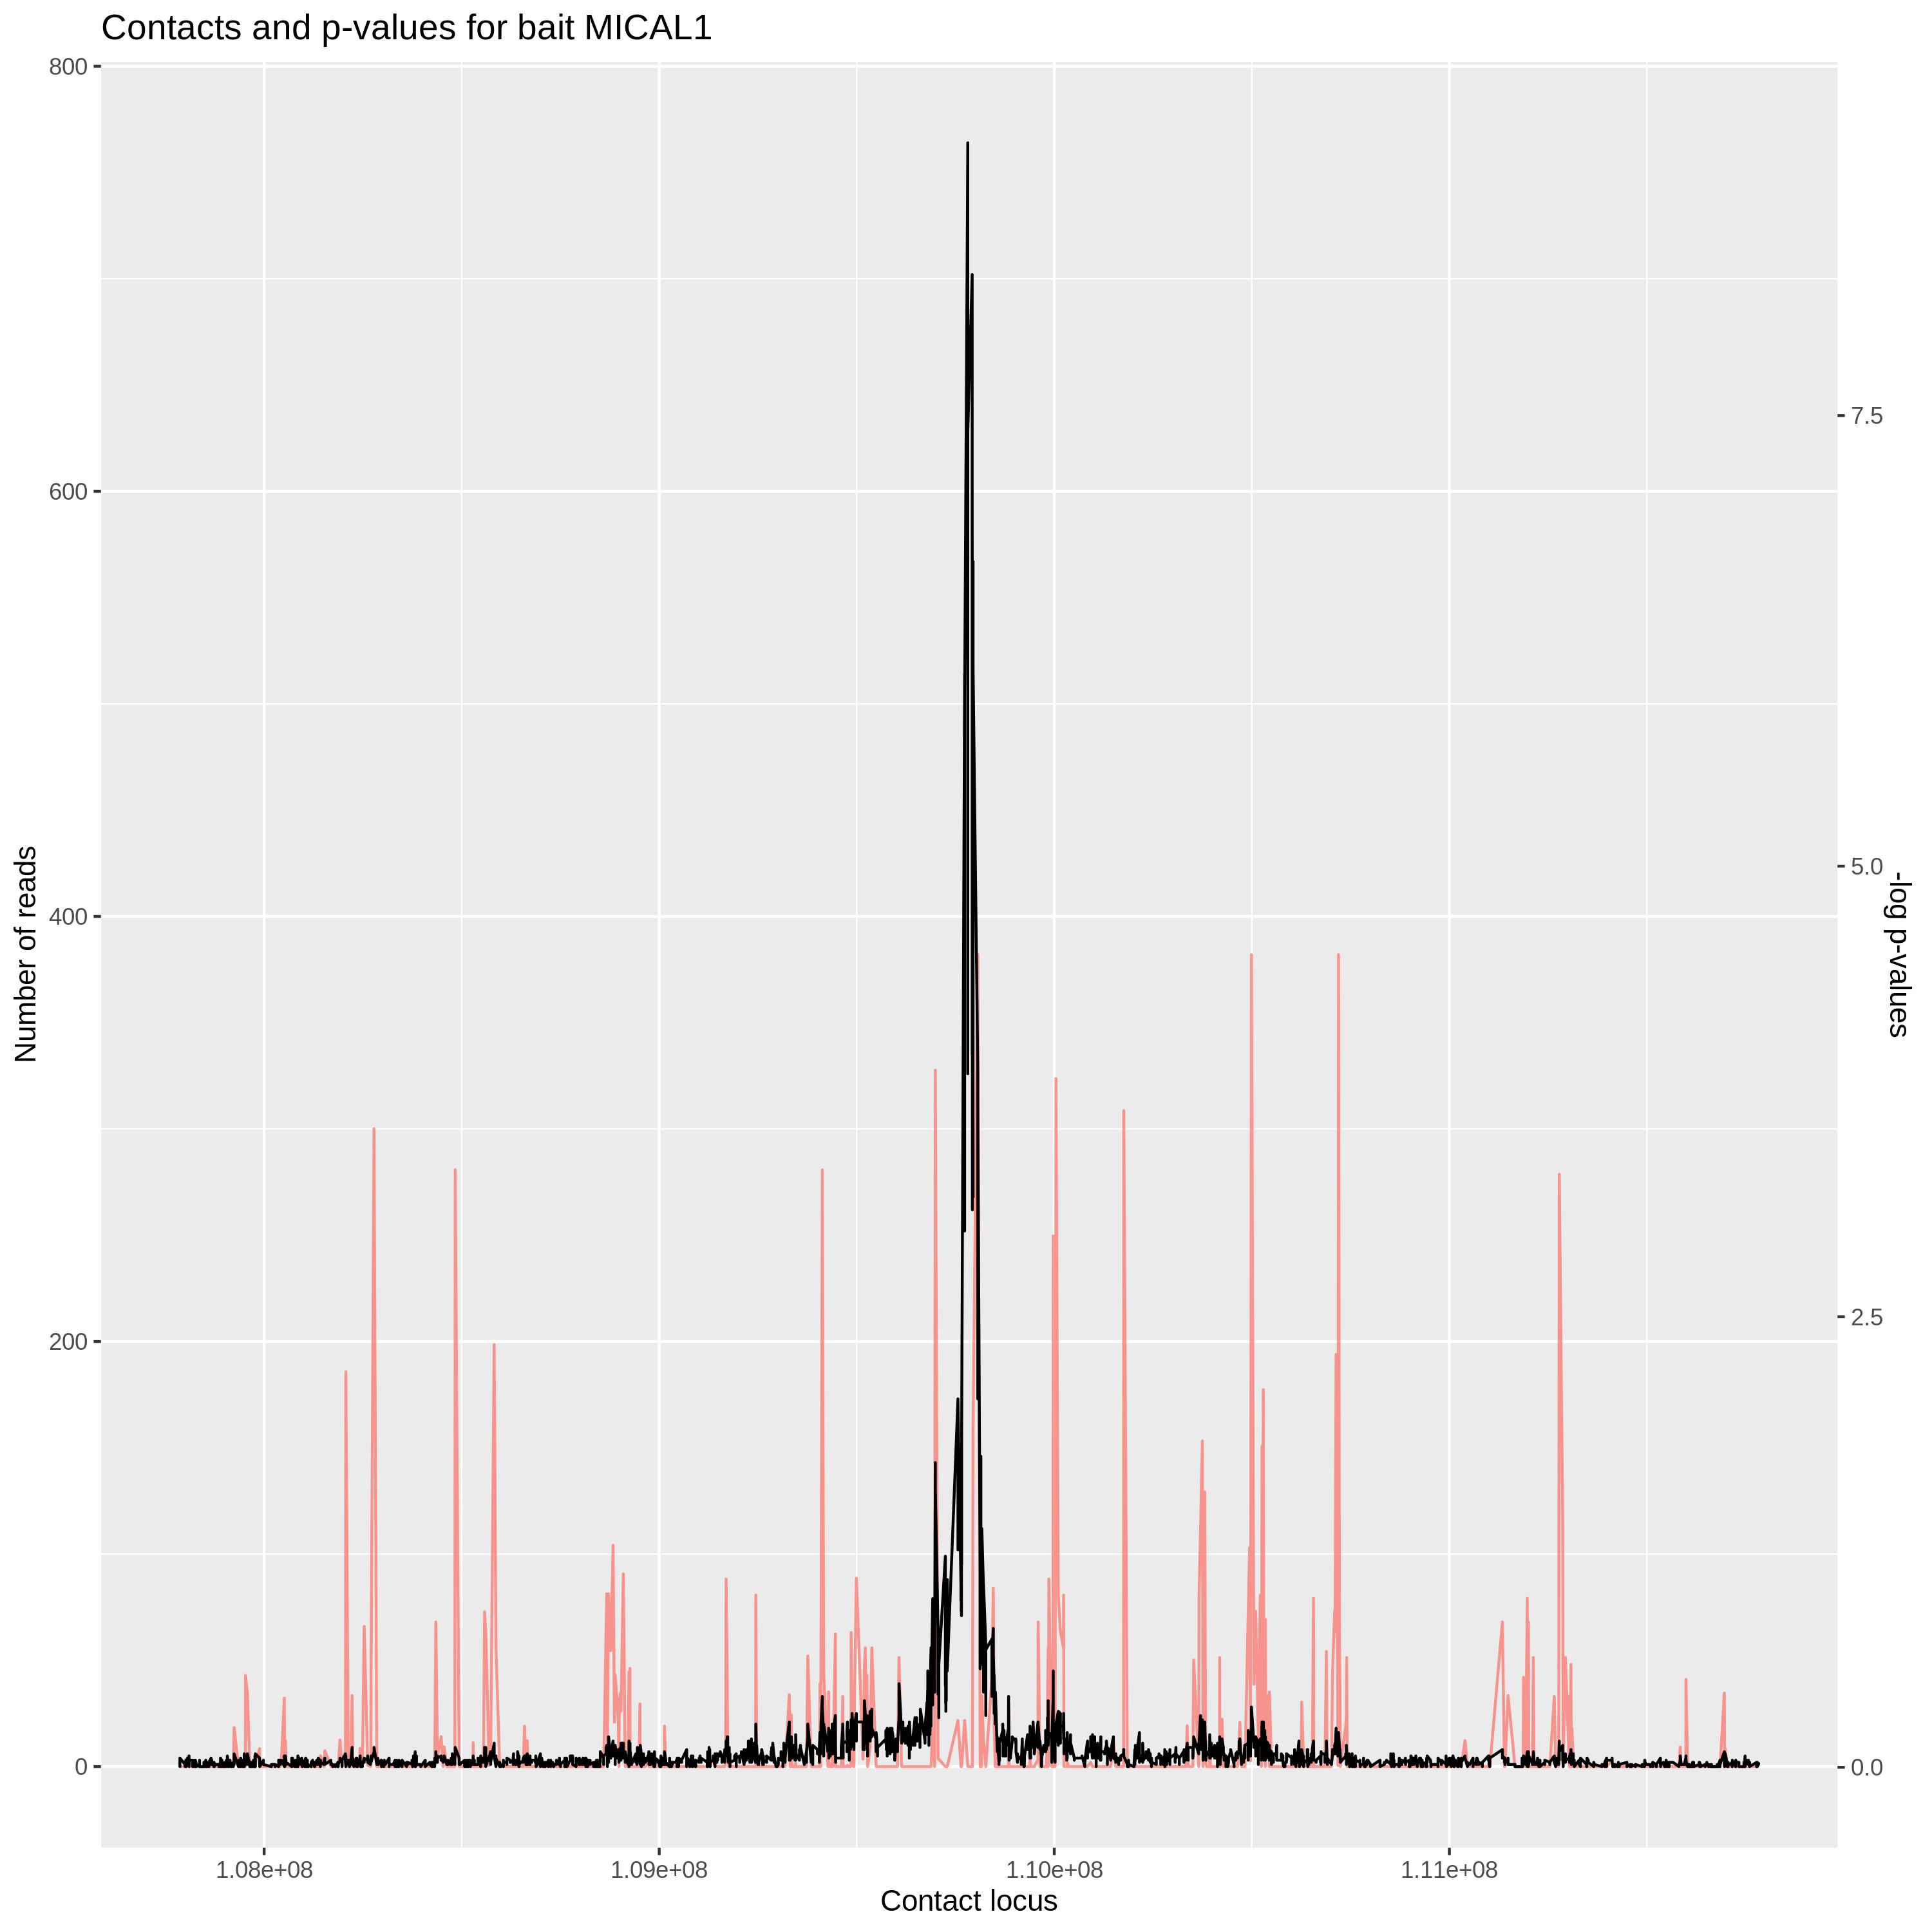 Contacts and p-values for bait MICAL1
800
600
400
200
0
Number of reads
7.5
5.0
2.5
0.0
-log p-values
1.08e+08
1.09e+08
1.10e+08
1.11e+08
Contact locus